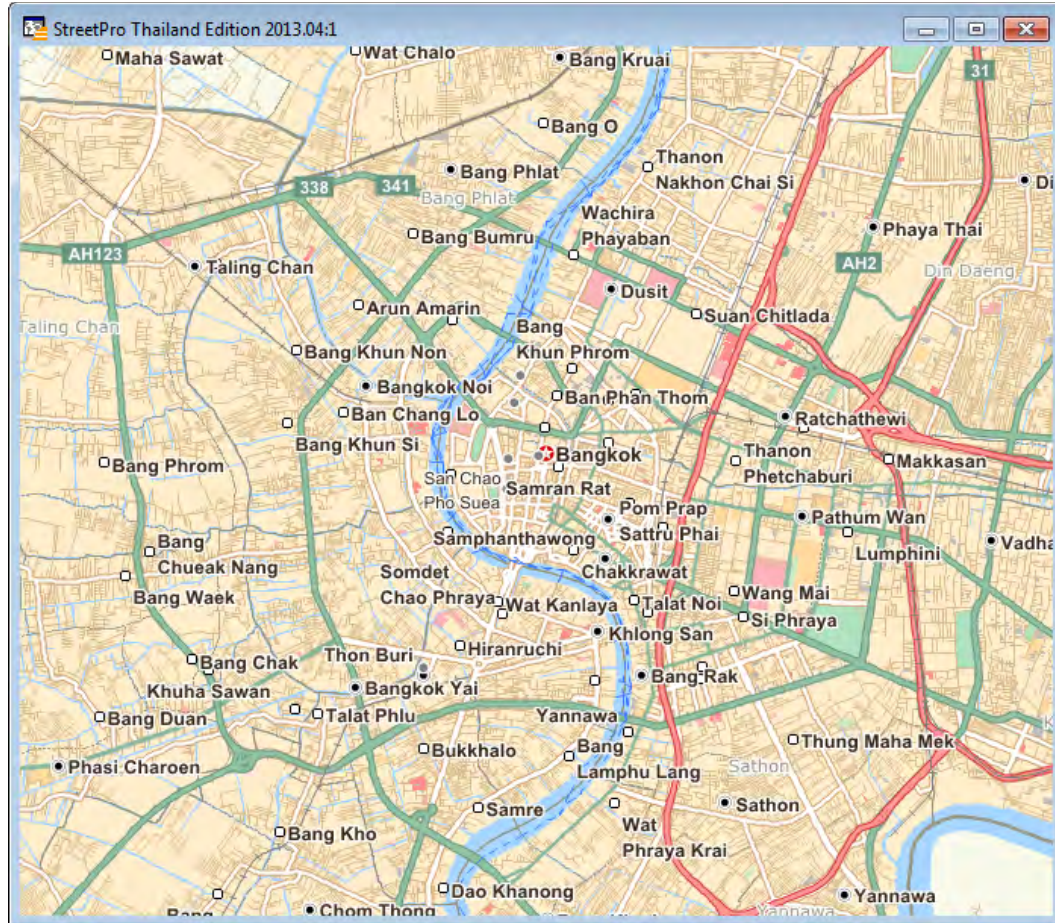 StreetPro Thailand Edition 2013.04:1
Maha Sawat
Wat Chalo
Bang Kruai
31
Bang O
Thanon
Nakhon Chai Si
Bang Phlat
338
341
Bang Phlat
Wachira
Phayaban
Bang Bumru
Phaya Thai
AH123
AH2
Taling Chan
Din Daeng
Dusit
Arun Amarin
Suan Chitlada
Taling Chan
Bang
Khun Phrom
Bang Khun Non
Bangkok Noi
Ban Phan Thom
Ban Chang Lo
Ratchathewi
Bang Khun Si
Bangkok
Thanon
Phetchaburi
Makkasan
Bang Phrom
San Chao
Pho Suea
Samran Rat
Pom Prap
Sattru Phai
Pathum Wan
Samphanthawong
Lumphini
Bang
Chueak Nang
Chakkrawat
Somdet
Chao Phraya
Bang Waek
Wat Kanlaya
Talat Noi
Wang Mai
Si Phraya
Khlong San
Hiranruchi
Thon Buri
Bang Chak
Khuha Sawan
Bang Rak
Bangkok Yai
Bang Duan
Talat Phlu
Yannawa
Bukkhalo
Bang
Lamphu Lang
Thung Maha Mek
Phasi Charoen
Sathon
Samre
Sathon
Bang Kho
Wat
Phraya Krai
Dao Khanong
Yannawa
Chom Thong
Yannawa